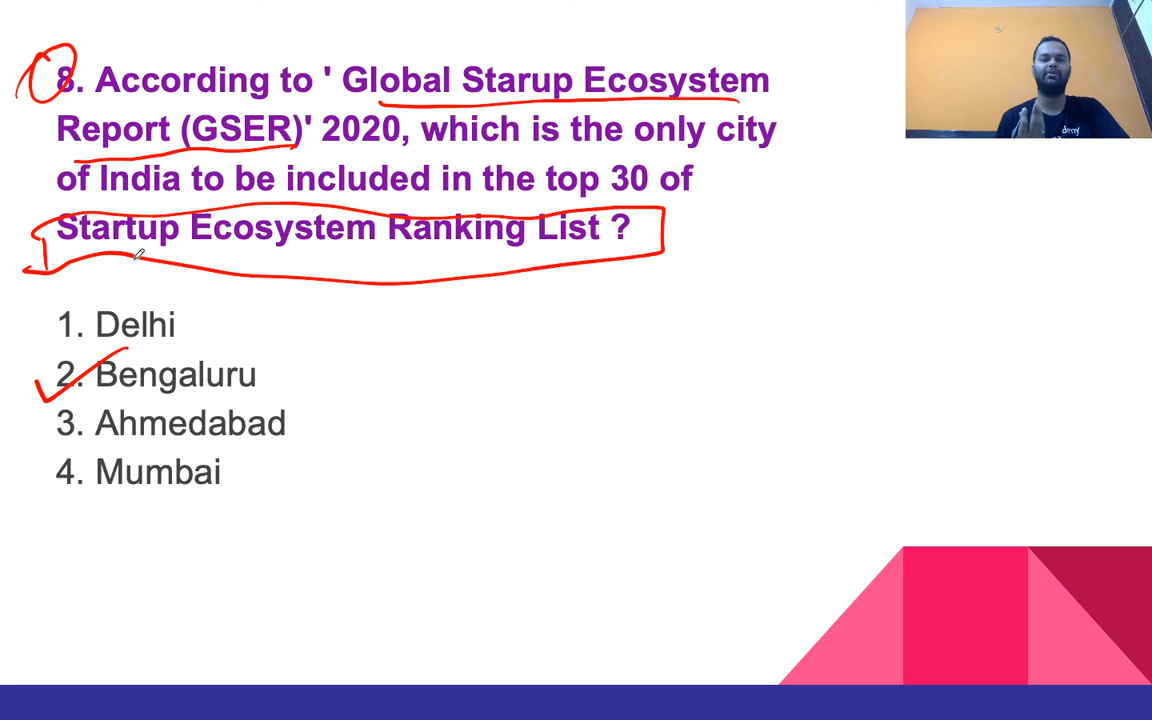 8. According to ' Global Starup Ecosystem
Report (GSER)' 2020, which is the only city
of India to be included in the top 30 of
Startup Ecosystem Ranking List ?
1. Delhi
2. Bengaluru
3. Ahmedabad
4. Mumbai